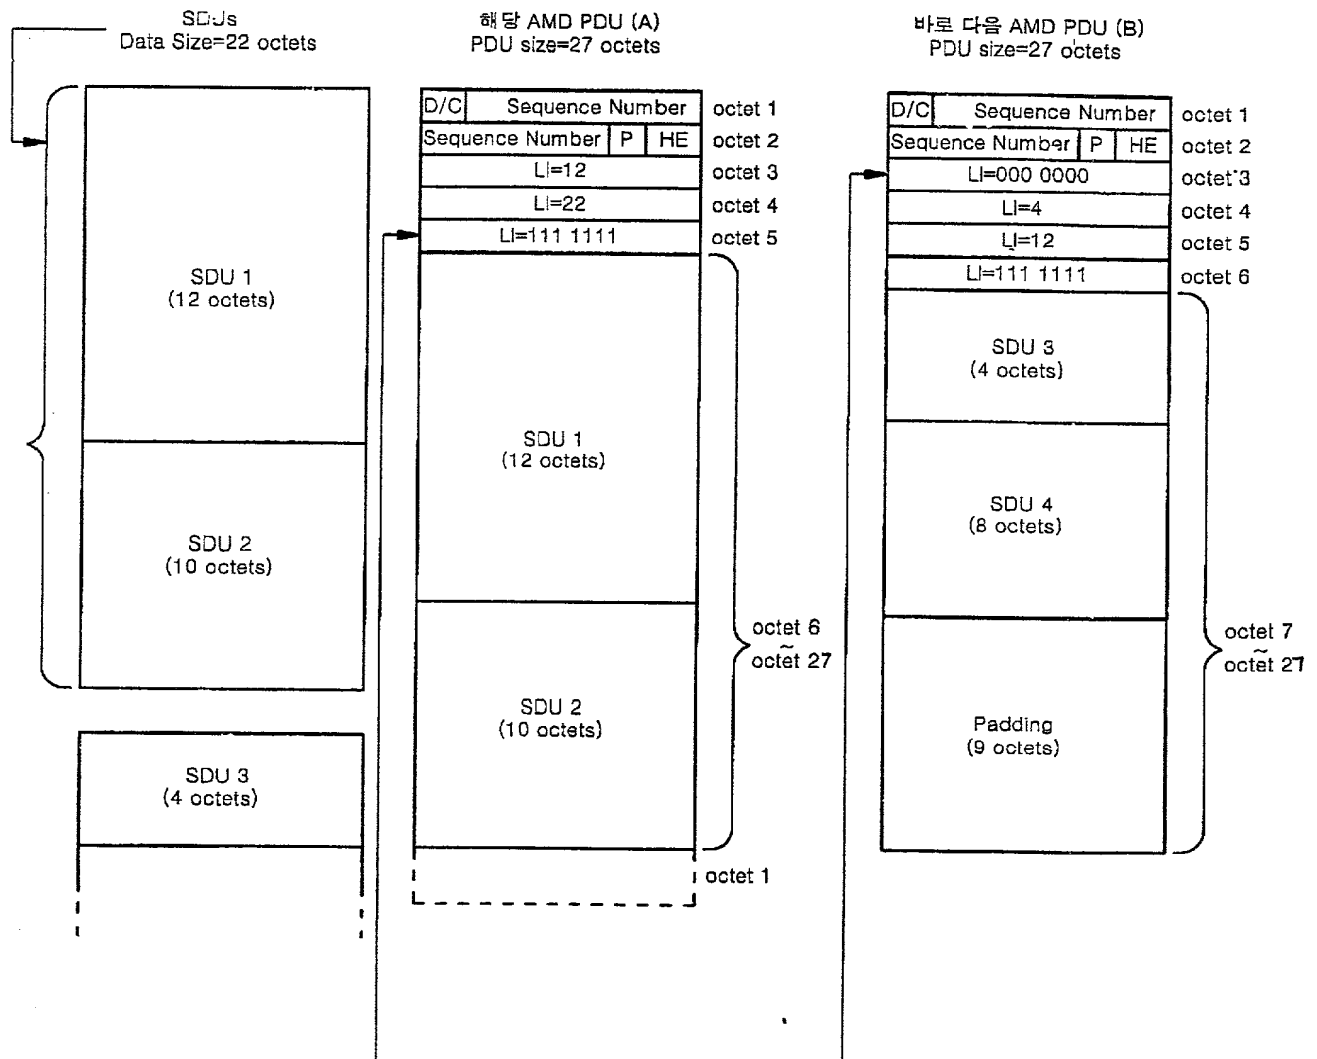 SDUs
Data Size=22 octets
SDU 1
(12 octets)
SDU 2
(10 octets)
SDU 3
(4 octets)
해당 AMD PDU (A)
PDU size=27 octets
D/C Sequence Number octet 1
Sequence Number P HE octet 2
LI=12 octet 3
LI=22 octet 4
LI=111 1111 octet 5
SDU 1
(12 octets)
SDU 2
(10 octets)
octet 6
~
octet 27
octet 1
바로 다음 AMD PDU (B)
PDU size=27 octets
D/C Sequence Number octet 1
Sequence Number P HE octet 2
LI=000 0000 octet 3
LI=4 octet 4
LI=12 octet 5
LI=111 1111 octet 6
SDU 3
(4 octets)
SDU 4
(8 octets)
Padding
(9 octets)
octet 7
~
octet 27